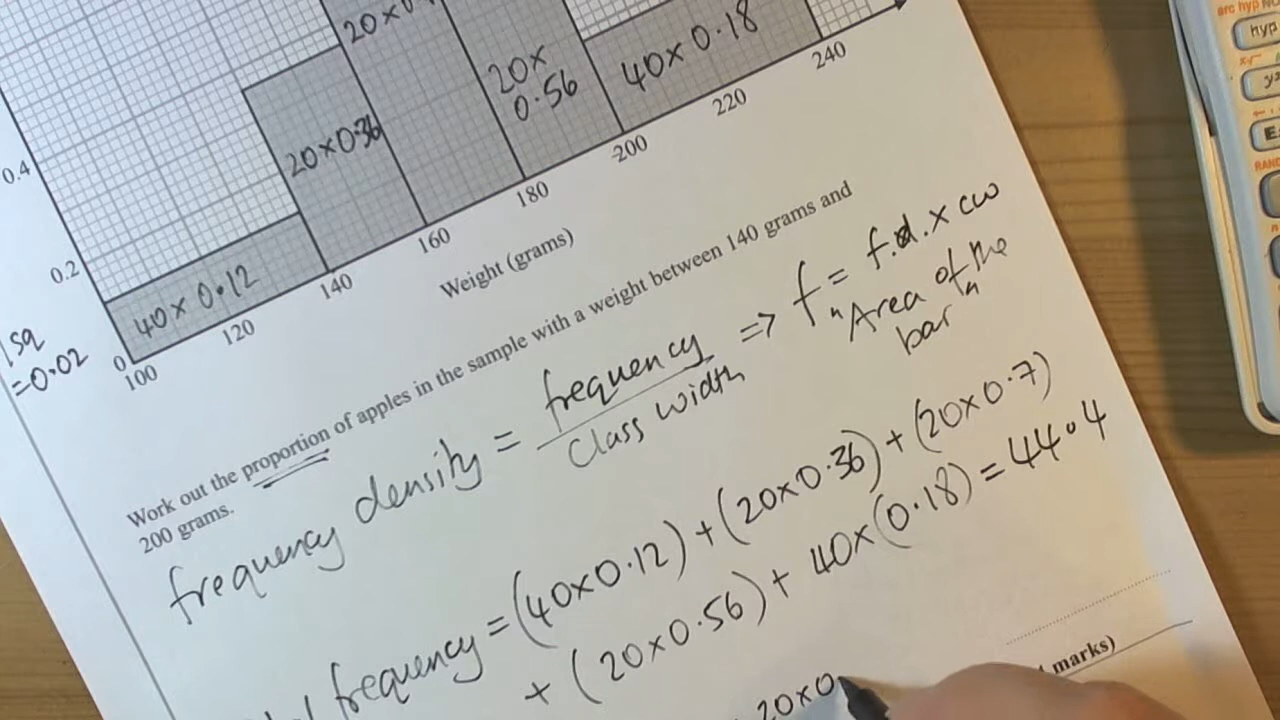 20×0.
20×
0.56
40×0.18
20×0.36
40×0.12
0.4
0.2
0
1sq
=0.02
100
120
140
160
180
200
220
240
Weight (grams)
Work out the proportion of apples in the sample with a weight between 140 grams and
200 grams.
frequency density = frequency
class width
=> f = f.d. × cw
"Area of the
bar"
frequency = (40×0.12) + (20×0.36) + (20×0.7)
+ (20×0.56) + 40×(0.18) = 44.4
20×0
marks)
hyp
arc hyp